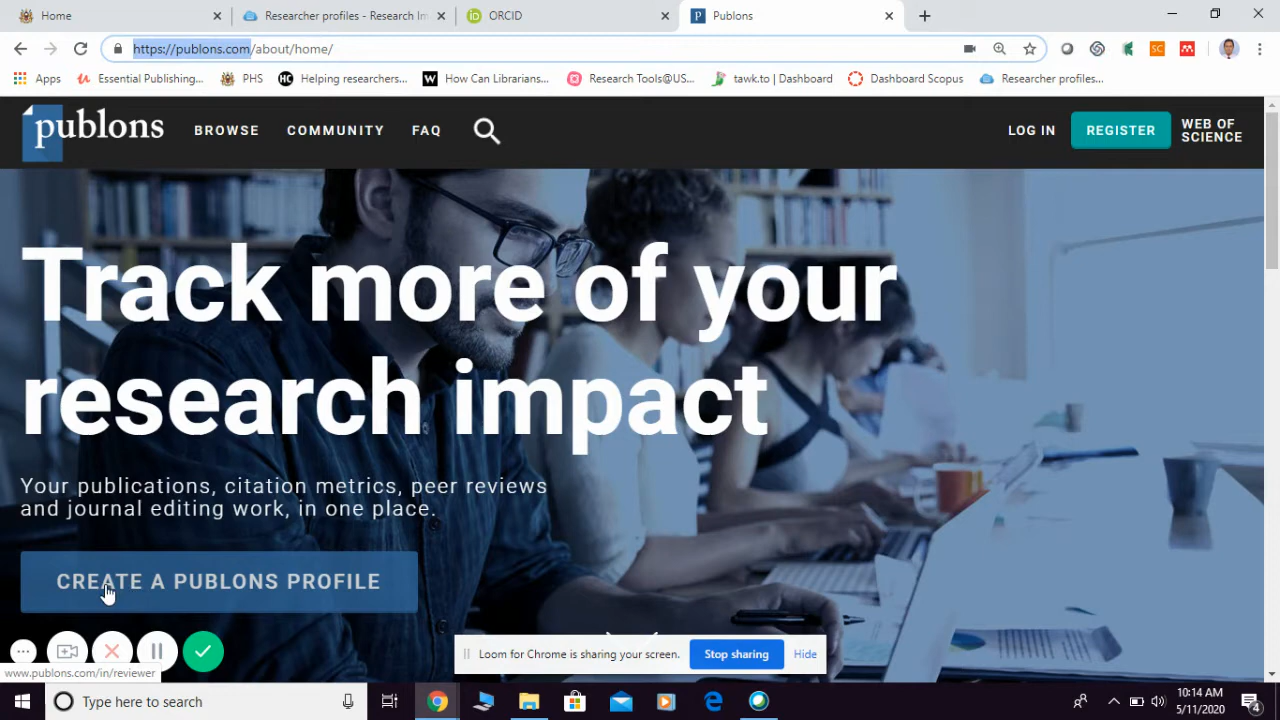 Home
Researcher profiles - Research Im
ORCID
Publons
https://publons.com/about/home/
Apps
Essential Publishing...
PHS
Helping researchers...
How Can Librarians...
Research Tools@US...
tawk.to | Dashboard
Dashboard Scopus
Researcher profiles...
publons
BROWSE
COMMUNITY
FAQ
LOG IN
REGISTER
WEB OF
SCIENCE
Track more of your
research impact
Your publications, citation metrics, peer reviews
and journal editing work, in one place.
CREATE A PUBLONS PROFILE
Loom for Chrome is sharing your screen.
Stop sharing
Hide
www.publons.com/in/reviewer
Type here to search
10:14 AM
5/11/2020
4